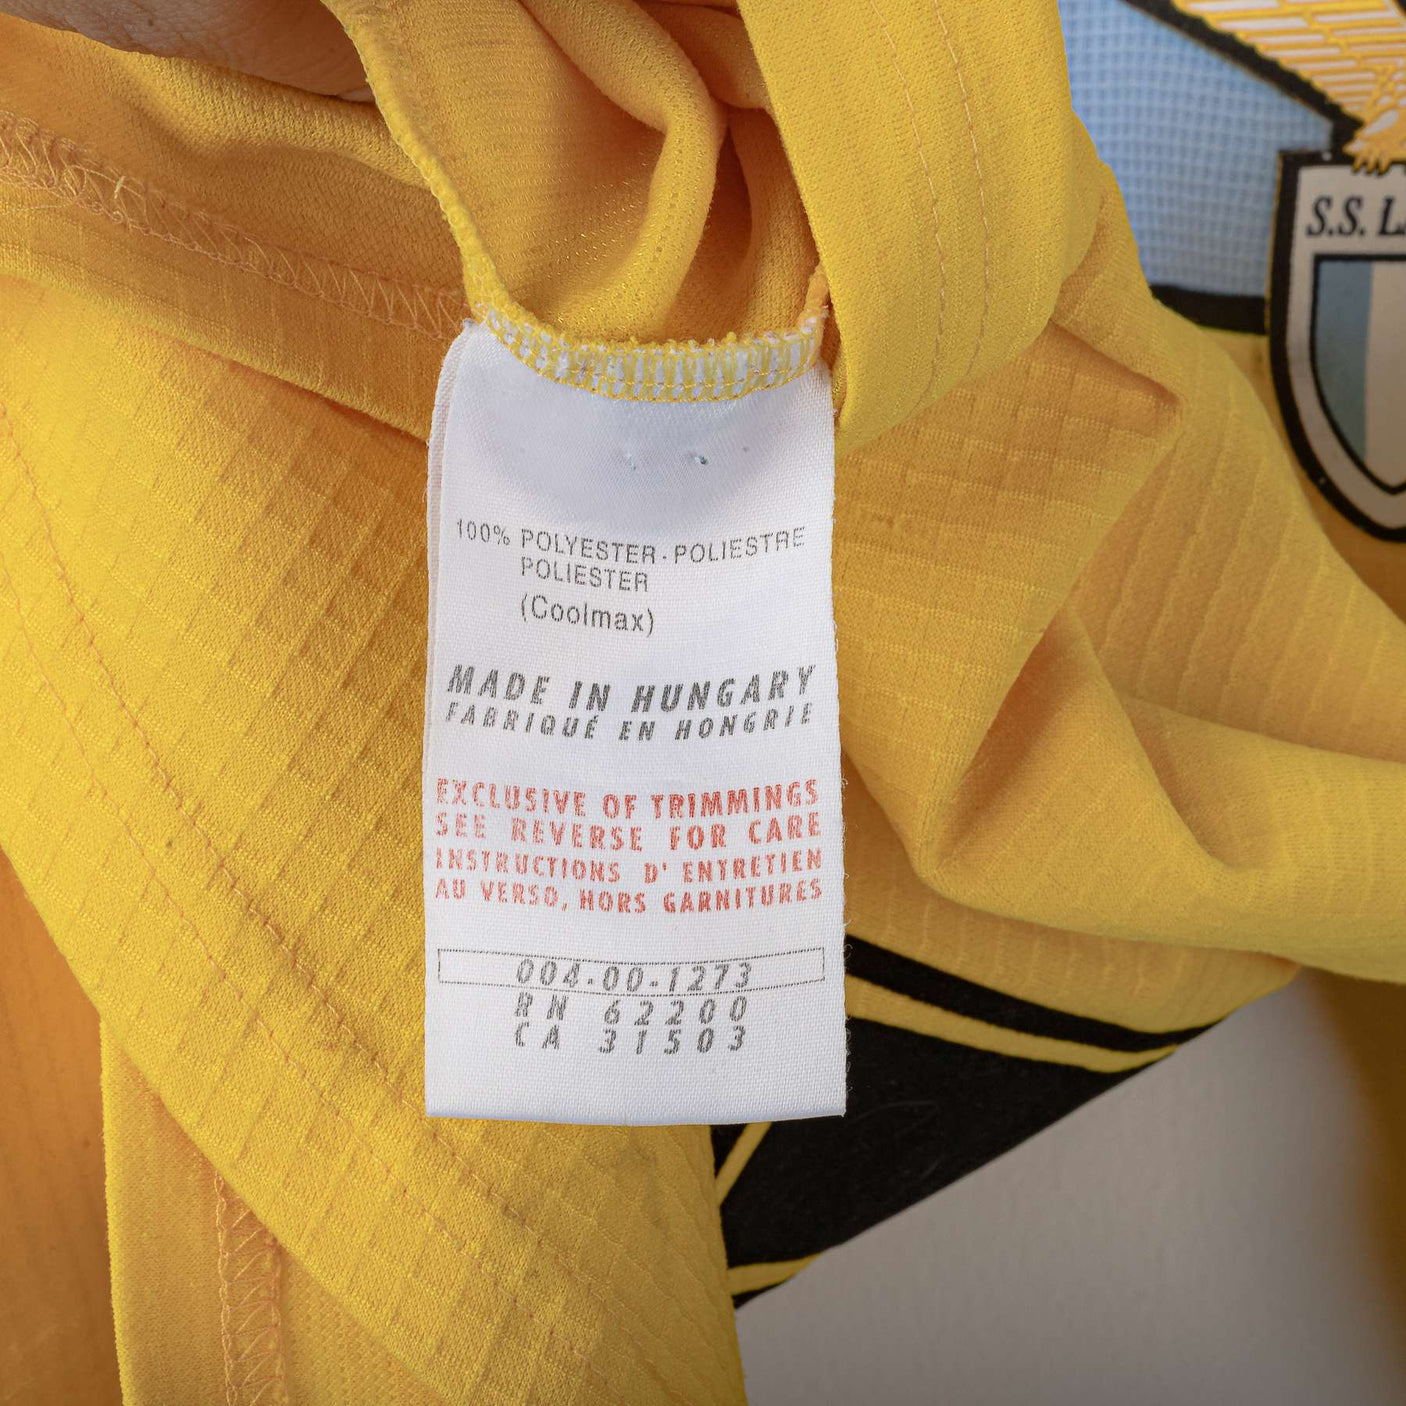 S.S. L
100% POLYESTER·POLIESTRE
POLIESTER
(Coolmax)
MADE IN HUNGARY
FABRIQUÉ EN HONGRIE
EXCLUSIVE OF TRIMMINGS
SEE REVERSE FOR CARE
INSTRUCTIONS D' ENTRETIEN
AU VERSO, HORS GARNITURES
004-00-1273
RN 62200
CA 31503